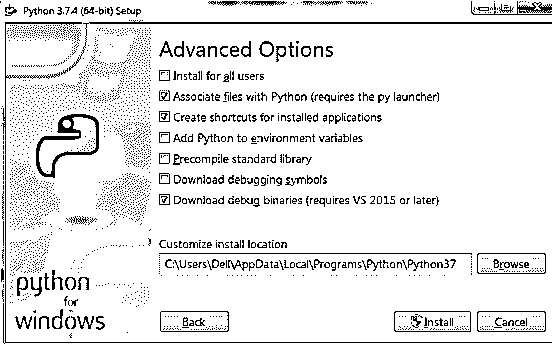 Python 3.7.4 (64-bit) Setup
Advanced Options
Install for all users
Associate files with Python (requires the py launcher)
Create shortcuts for installed applications
Add Python to environment variables
Precompile standard library
Download debugging symbols
Download debug binaries (requires VS 2015 or later)
Customize install location
C:\Users\Dell\AppData\Local\Programs\Python\Python37
Browse
python
for
windows
Back
Install
Cancel